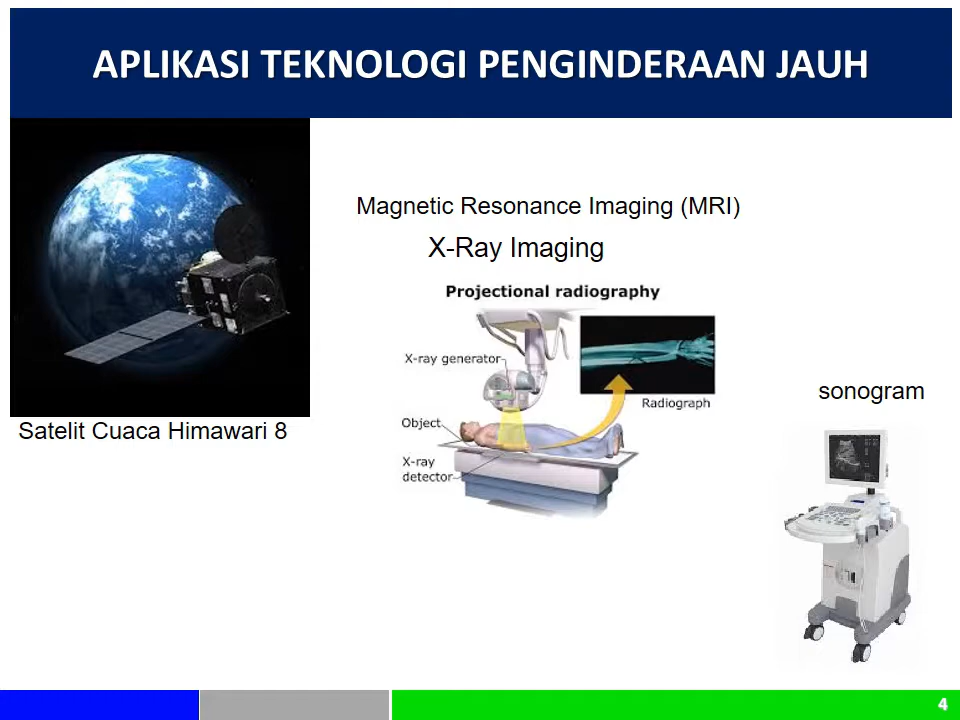 APLIKASI TEKNOLOGI PENGINDERAAN JAUH
Satelit Cuaca Himawari 8
Magnetic Resonance Imaging (MRI)
X-Ray Imaging
Projectional radiography
X-ray generator
Radiograph
Object
X-ray
detector
sonogram
4